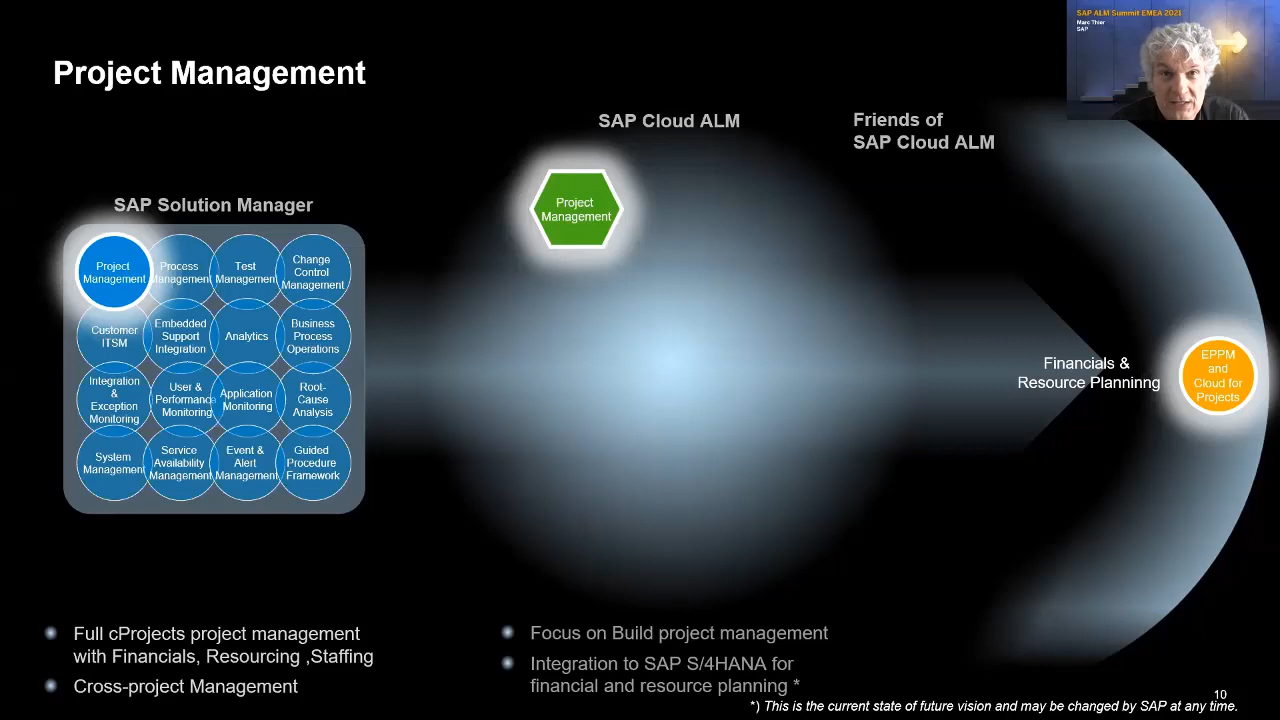 SAP ALM Summit EMEA 2021
Marc Thier
SAP
Project Management
SAP Cloud ALM
Friends of
SAP Cloud ALM
Project
Management
SAP Solution Manager
Project
Management
Process
Management
Test
Management
Change
Control
Management
Customer
ITSM
Embedded
Support
Integration
Analytics
Business
Process
Operations
Integration
&
Exception
Monitoring
User &
Performance
Monitoring
Application
Monitoring
Root-
Cause
Analysis
System
Management
Service
Availability
Management
Event &
Alert
Management
Guided
Procedure
Framework
Financials &
Resource Planninng
EPPM
and
Cloud for
Projects
Full cProjects project management
with Financials, Resourcing ,Staffing
Cross-project Management
Focus on Build project management
Integration to SAP S/4HANA for
financial and resource planning *
10
*) This is the current state of future vision and may be changed by SAP at any time.